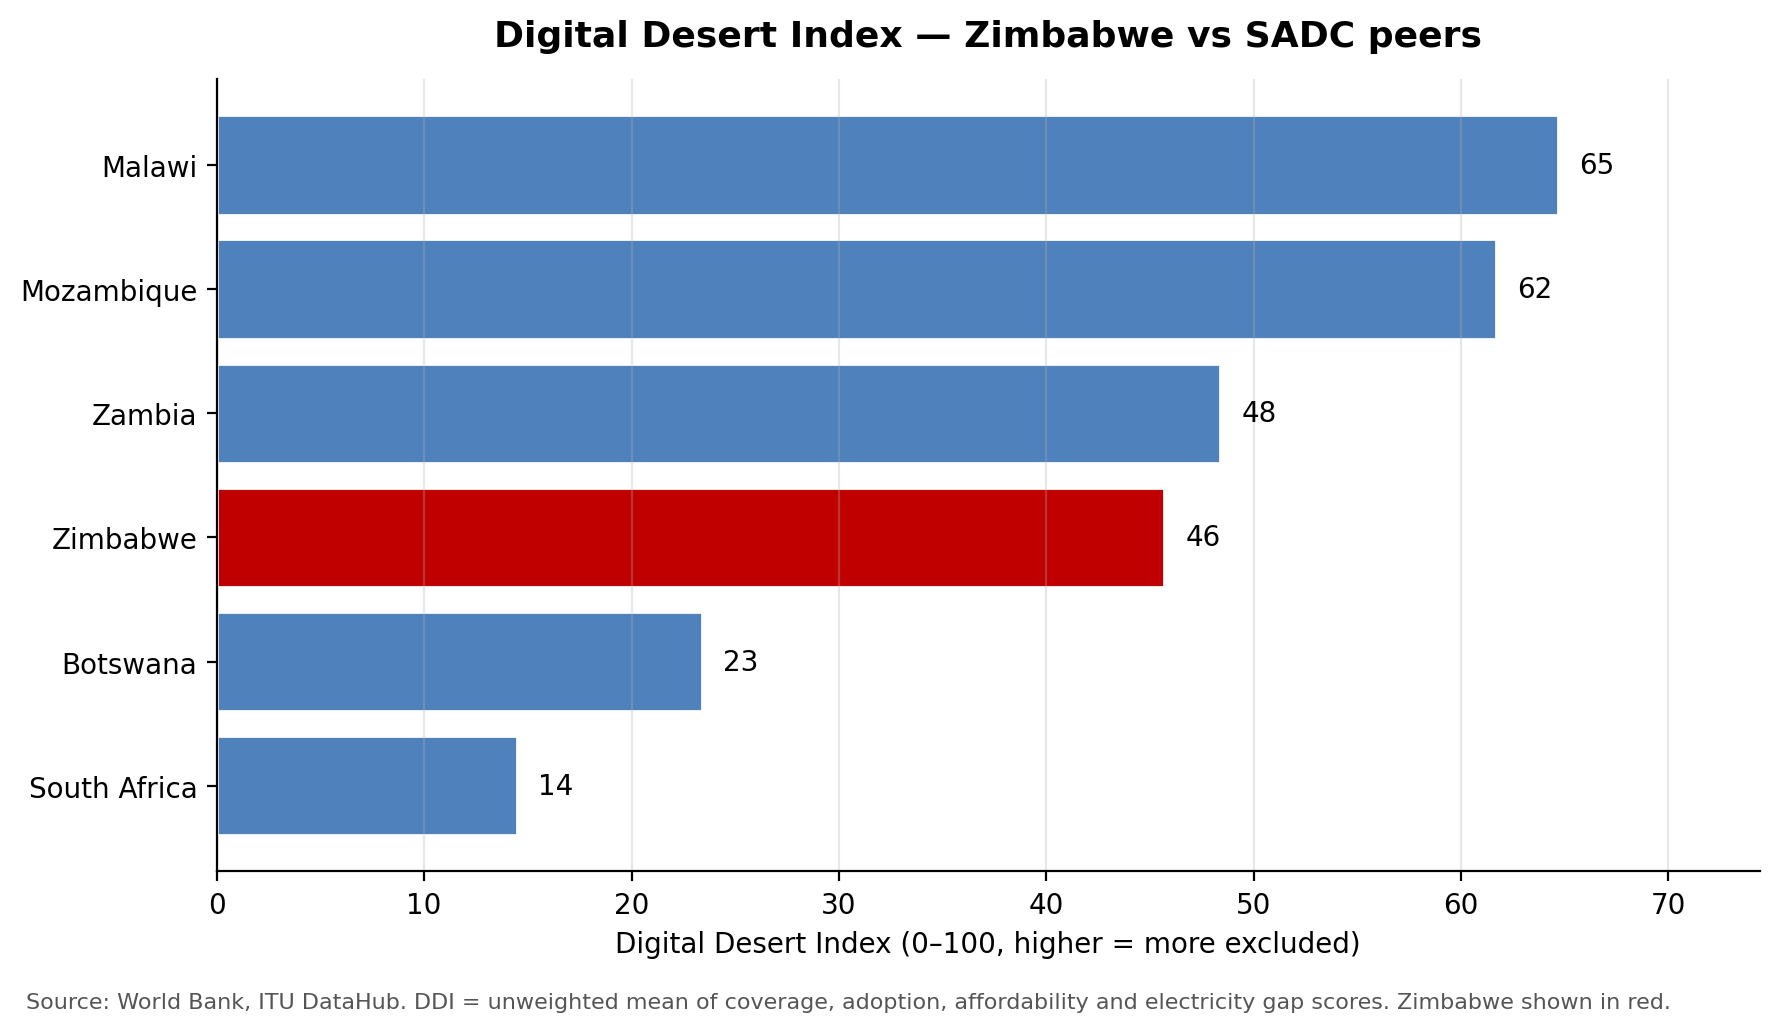 Digital Desert Index — Zimbabwe vs SADC peers
Malawi
65
Mozambique
62
Zambia
48
Zimbabwe
46
Botswana
23
South Africa
14
0 10 20 30 40 50 60 70
Digital Desert Index (0–100, higher = more excluded)
Source: World Bank, ITU DataHub. DDI = unweighted mean of coverage, adoption, affordability and electricity gap scores. Zimbabwe shown in red.